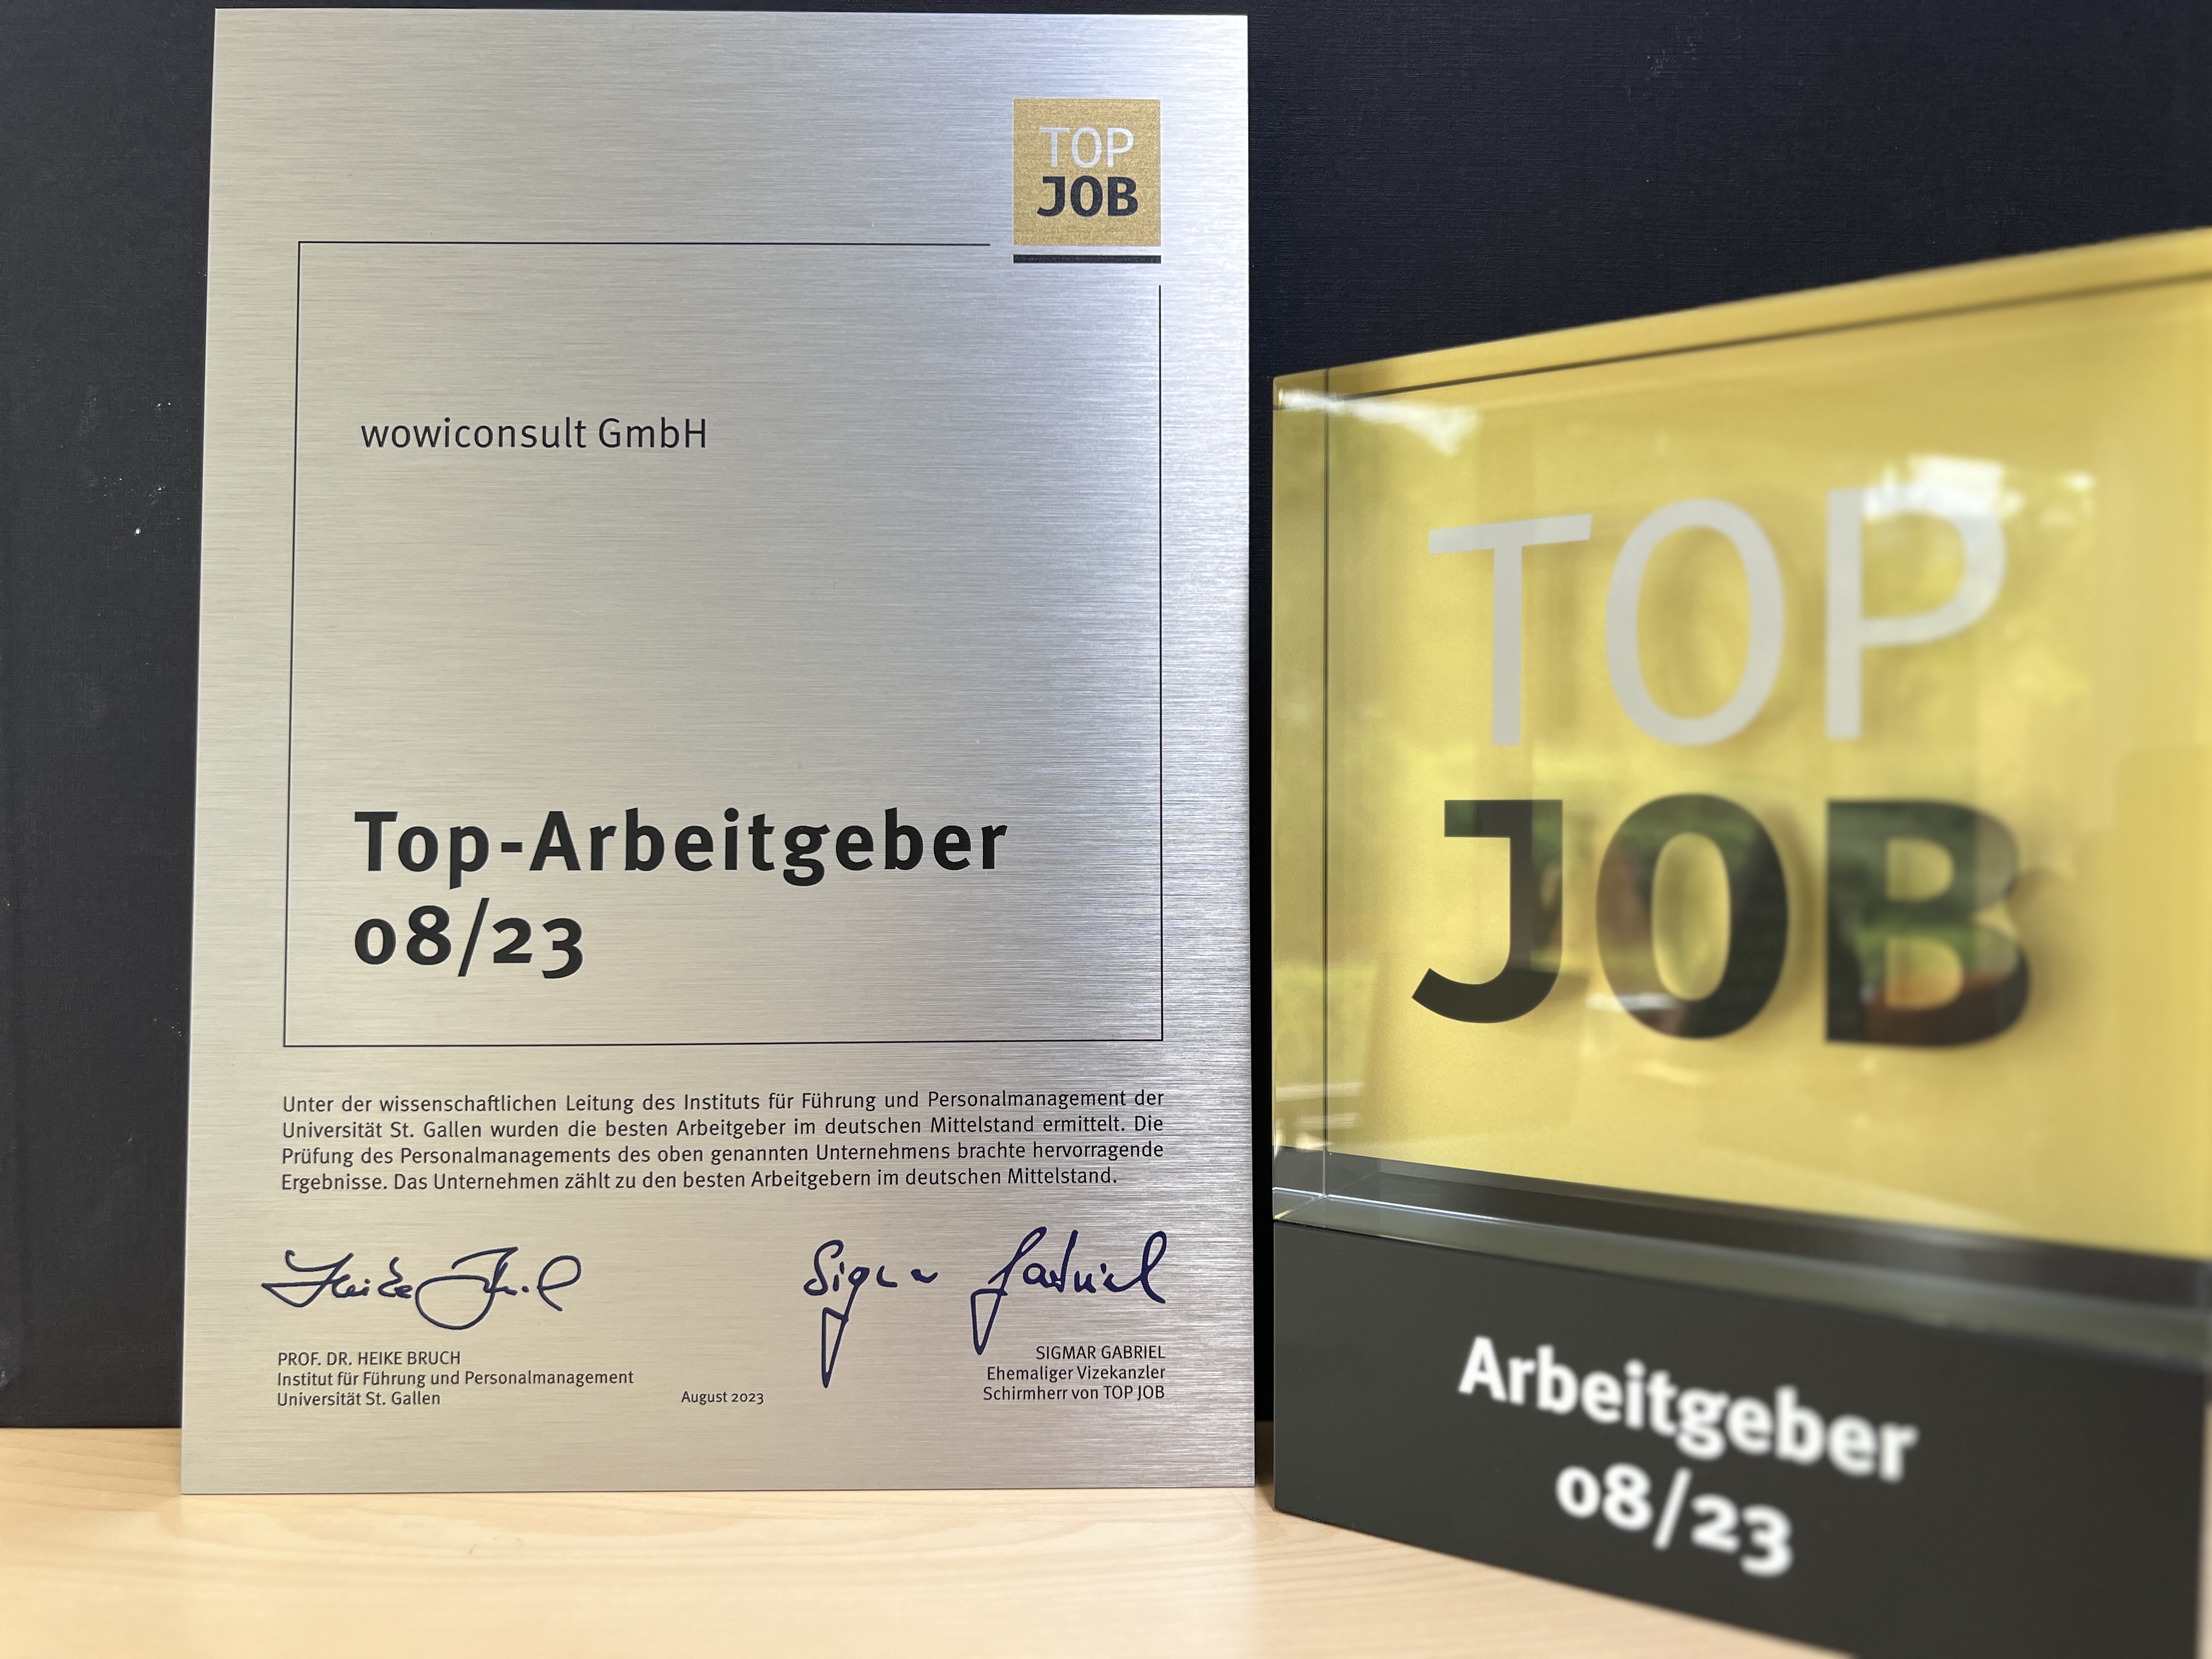 TOP
JOB
wowiconsult GmbH
Top-Arbeitgeber
08/23
Unter der wissenschaftlichen Leitung des Instituts für Führung und Personalmanagement der
Universität St. Gallen wurden die besten Arbeitgeber im deutschen Mittelstand ermittelt. Die
Prüfung des Personalmanagements des oben genannten Unternehmens brachte hervorragende
Ergebnisse. Das Unternehmen zählt zu den besten Arbeitgebern im deutschen Mittelstand.
Heike Bruch
Sigmar Gabriel
PROF. DR. HEIKE BRUCH
Institut für Führung und Personalmanagement
Universität St. Gallen
August 2023
SIGMAR GABRIEL
Ehemaliger Vizekanzler
Schirmherr von TOP JOB
TOP
JOB
Arbeitgeber
08/23